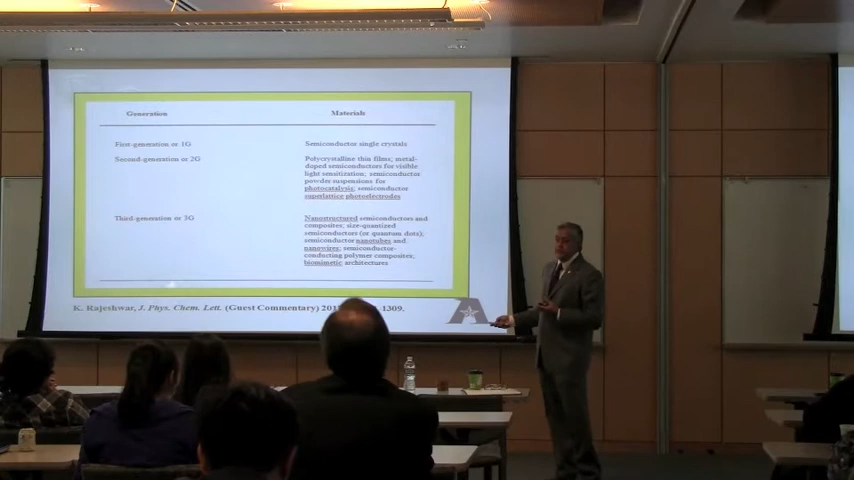 Generation Materials
First-generation or 1G Semiconductor single crystals
Second-generation or 2G Polycrystalline thin films; metal-
doped semiconductors for visible
light sensitization; semiconductor
powder suspensions for
photocatalysis; semiconductor
superlattice photoelectrodes
Third-generation or 3G Nanostructured semiconductors and
composites; size-quantized
semiconductors (or quantum dots),
semiconductor nanotubes and
nanowires; semiconductor-
conducting polymer composites;
biomimetic architectures
K. Rajeshwar, J. Phys. Chem. Lett. (Guest Commentary) 1309.